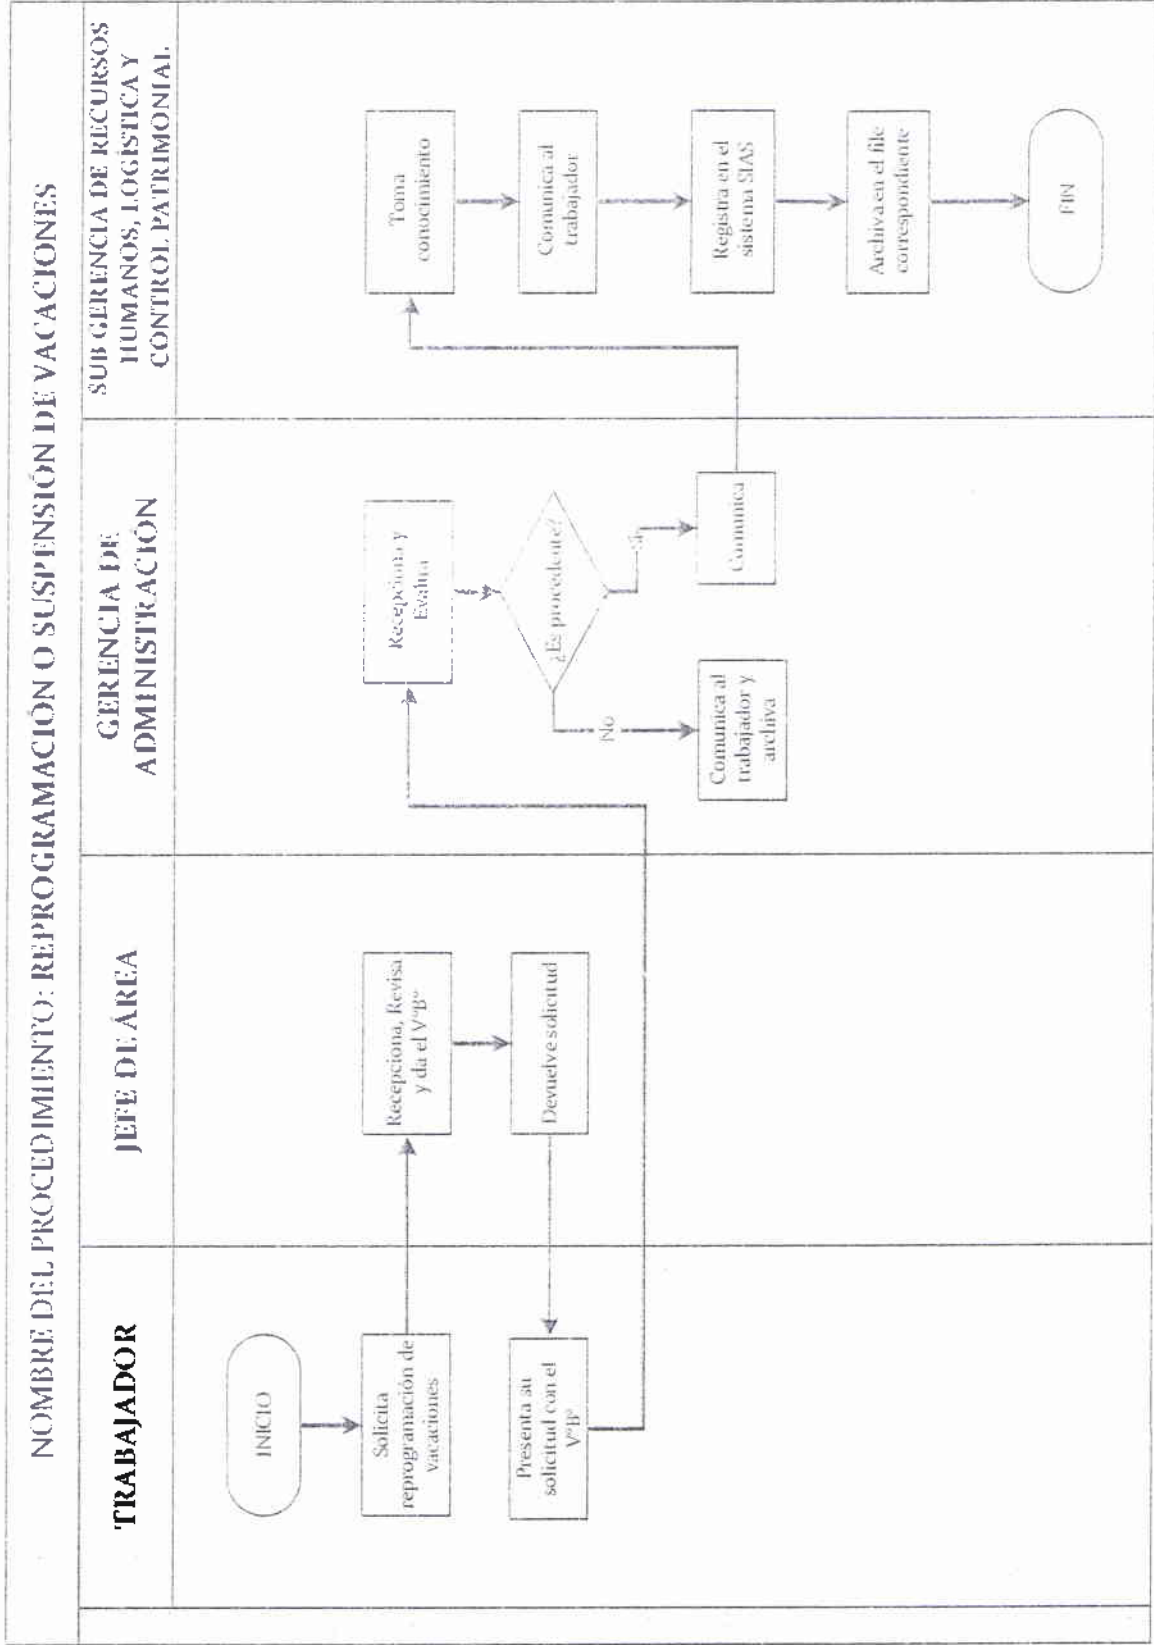 NOMBRE DEL PROCEDIMIENTO: REPROGRAMACIÓN O SUSPENSIÓN DE VACACIONES
TRABAJADOR
JEFE DE ÁREA
GERENCIA DE
ADMINISTRACIÓN
SUB GERENCIA DE RECURSOS
HUMANOS, LOGÍSTICA Y
CONTROL PATRIMONIAL
INICIO
Solicita
reprogramación de
vacaciones
Recepciona, Revisa
y da el V°B°
Devuelve solicitud
Presenta su
solicitud con el
V°B°
Recepciona y
Evalua
¿Es procedente?
No
Si
Comunica al
trabajador y
archiva
Comunica
Toma
conocimiento
Comunica al
trabajador
Registra en el
sistema SIAS
Archiva en el file
correspondiente
FIN